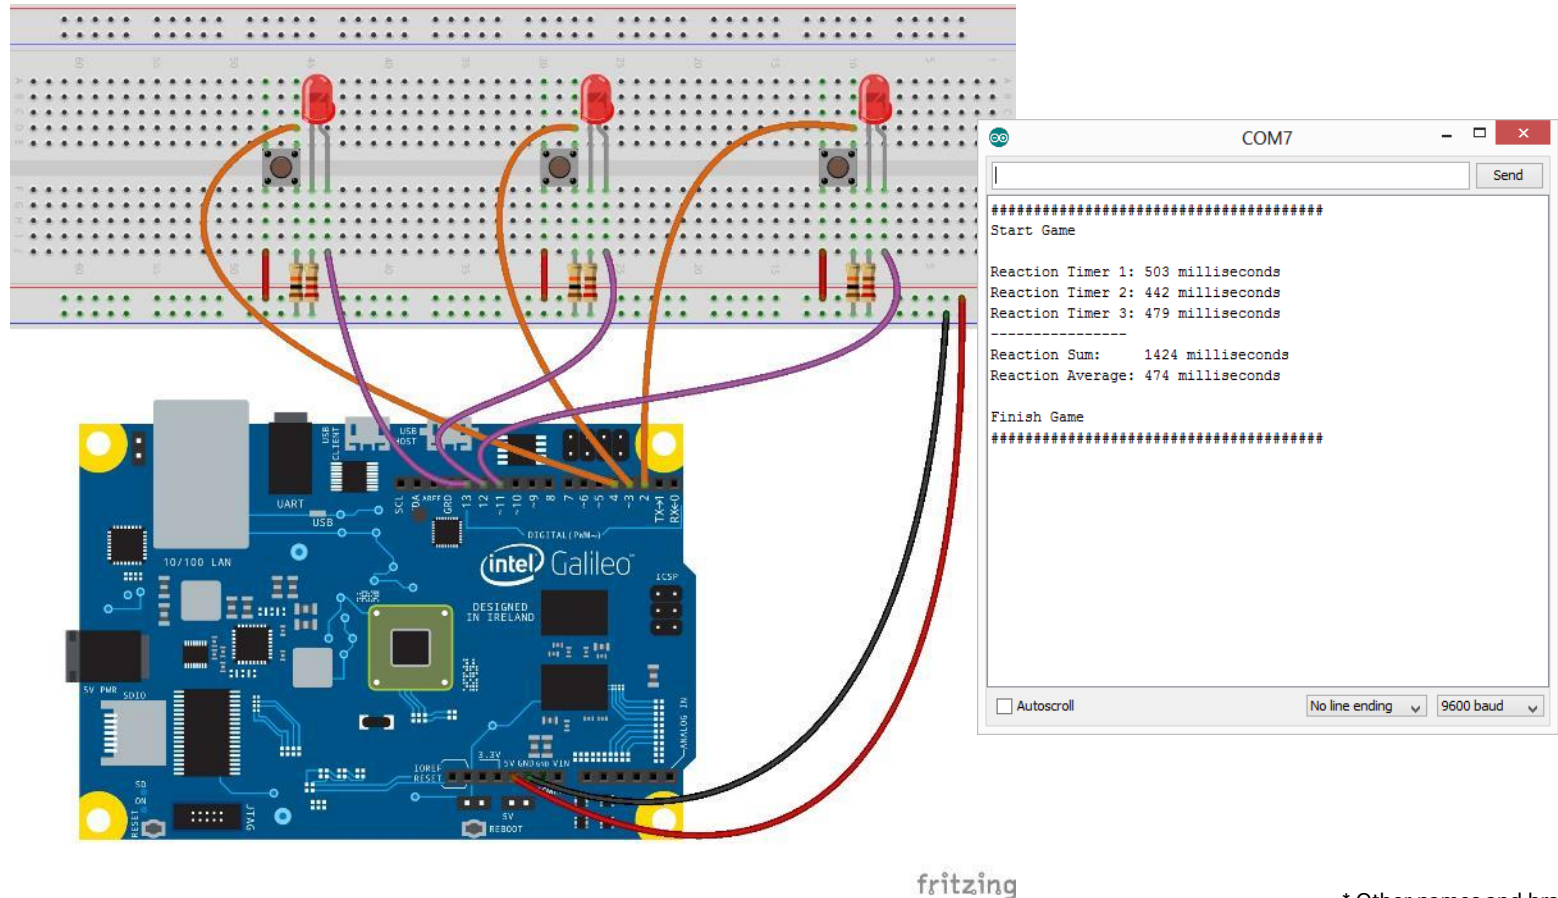 COM7
Send
#######################################
Start Game
Reaction Timer 1: 503 milliseconds
Reaction Timer 2: 442 milliseconds
Reaction Timer 3: 479 milliseconds
----------------
Reaction Sum: 1424 milliseconds
Reaction Average: 474 milliseconds
Finish Game
#######################################
Autoscroll
No line ending
9600 baud
USB CLIENT
USB HOST
UART
USB
10/100 LAN
SCL
AREF
13
12
~11
~10
~9
8
7
~6
~5
4
~3
2
TX→1
RX←0
DIGITAL(PWM~)
intel Galileo
ICSP
DESIGNED
IN IRELAND
5V PWR
SDIO
ANALOG IN
3.3V
IOREF
RESET
5V GND GND VIN
SD
ON
RESET
JTAG
5V
REBOOT
fritzing